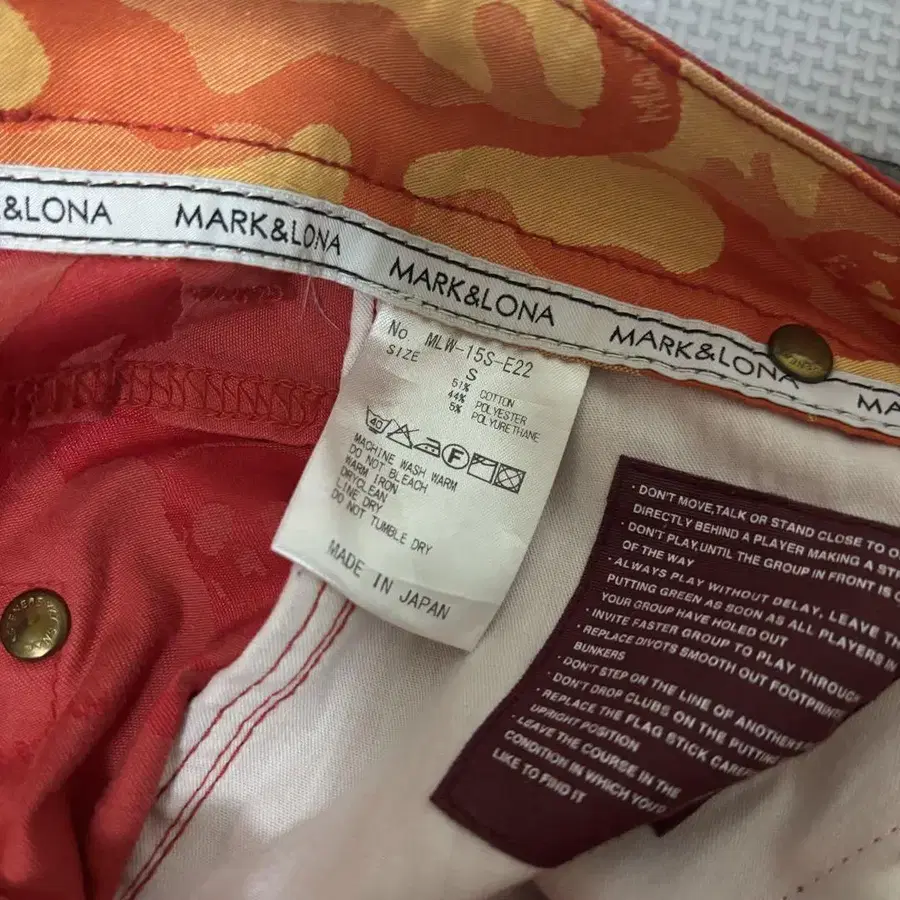 &LONA MARK&LONA MARK&LONA MARK&LONA MA
No. MLW-15S-E22
SIZE S
51% COTTON
44% POLYESTER
5% POLYURETHANE
40 F
MACHINE WASH WARM
DO NOT BLEACH
WARM IRON
DRYCLEAN
LINE DRY
DO NOT TUMBLE DRY
MADE IN JAPAN
· DON'T MOVE,TALK OR STAND CLOSE TO O
DIRECTLY BEHIND A PLAYER MAKING A ST
· DON'T PLAY,UNTIL THE GROUP IN FRONT IS O
OF THE WAY
· ALWAYS PLAY WITHOUT DELAY. LEAVE TH
PUTTING GREEN AS SOON AS ALL PLAYERS IN
YOUR GROUP HAVE HOLED OUT
· INVITE FASTER GROUP TO PLAY THROUGH
· REPLACE DIVOTS SMOOTH OUT FOOTPRINT
BUNKERS
· DON'T STEP ON THE LINE OF ANOTHER
· DON'T DROP CLUBS ON THE PUTTING
· REPLACE THE FLAG STICK, CAREF
UPRIGHT POSITION
· LEAVE THE COURSE IN THE
CONDITION IN WHICH YOU'D
LIKE TO FIND IT